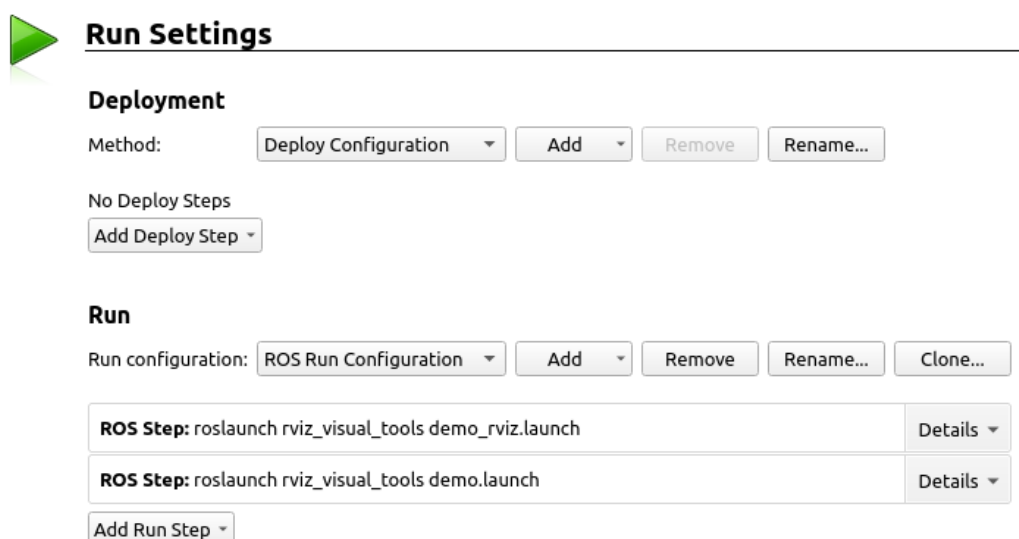 Run Settings
Deployment
Method: Deploy Configuration Add Remove Rename...
No Deploy Steps
Add Deploy Step
Run
Run configuration: ROS Run Configuration Add Remove Rename... Clone...
ROS Step: roslaunch rviz_visual_tools demo_rviz.launch Details
ROS Step: roslaunch rviz_visual_tools demo.launch Details
Add Run Step